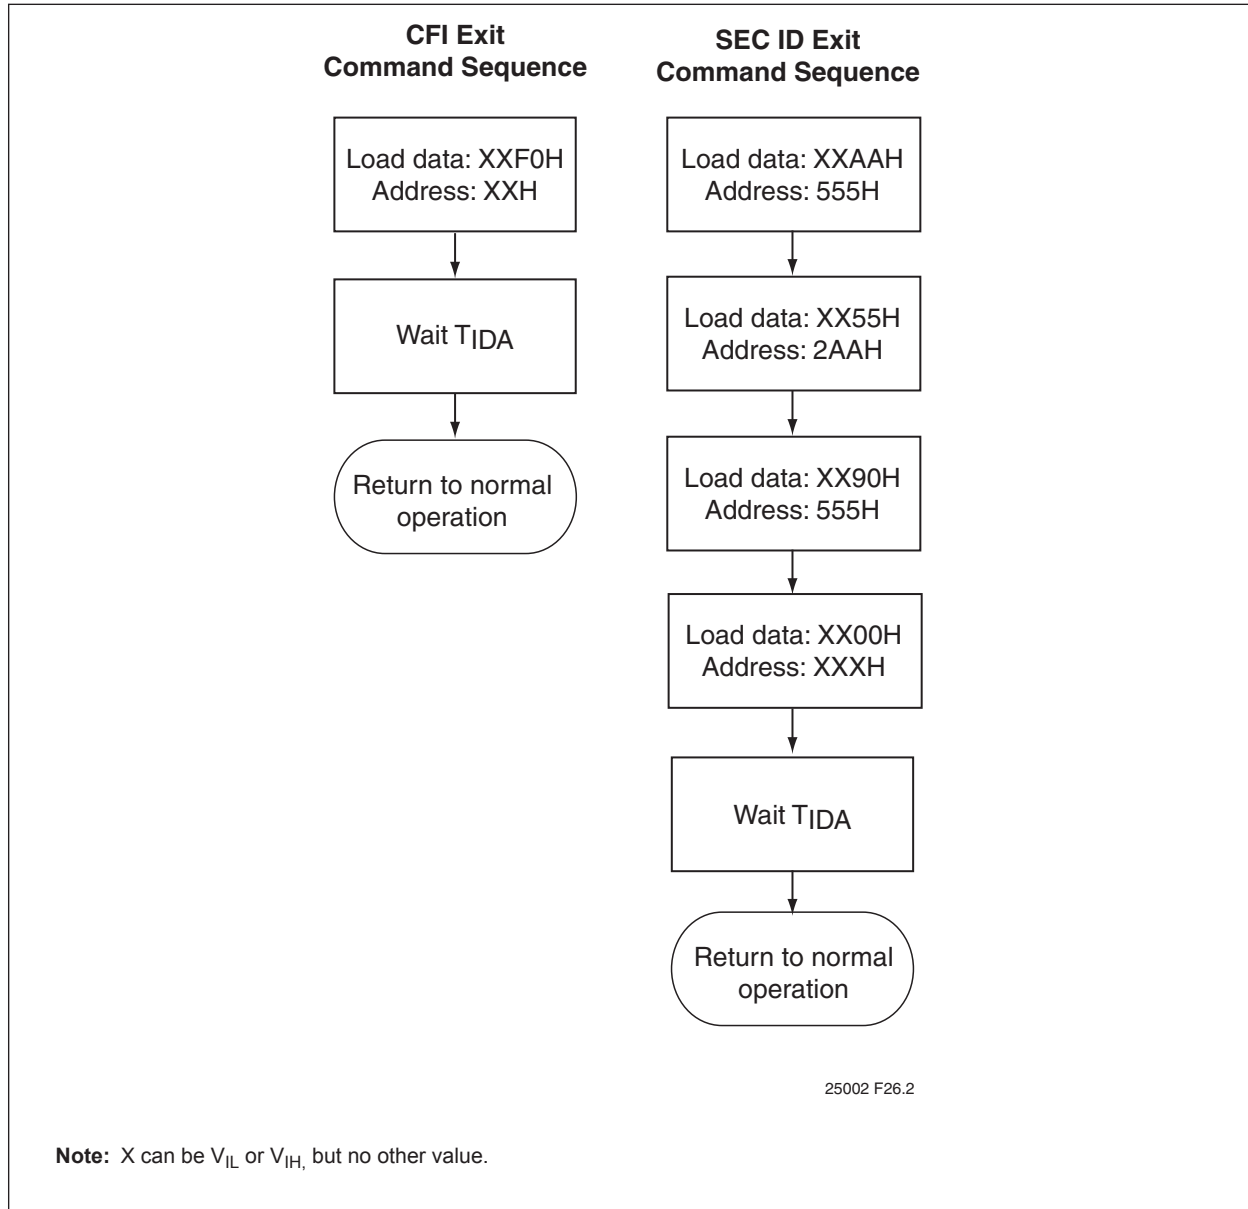 CFI Exit
Command Sequence
Load data: XXF0H
Address: XXH
Wait TIDA
Return to normal
operation
SEC ID Exit
Command Sequence
Load data: XXAAH
Address: 555H
Load data: XX55H
Address: 2AAH
Load data: XX90H
Address: 555H
Load data: XX00H
Address: XXXH
Wait TIDA
Return to normal
operation
25002 F26.2
Note: X can be VIL or VIH, but no other value.